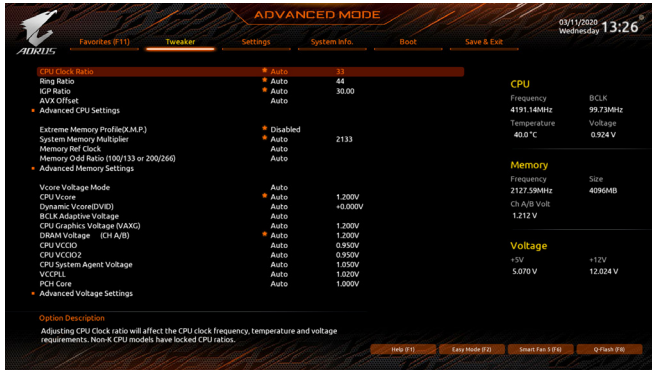 ADVANCED MODE
03/11/2020 Wednesday 13:26
AORUS
Favorites (F11) Tweaker Settings System Info. Boot Save & Exit
CPU Clock Ratio Auto 33
Ring Ratio Auto 44
IGP Ratio Auto 30.00
AVX Offset Auto
Advanced CPU Settings
Extreme Memory Profile(X.M.P.) Disabled
System Memory Multiplier Auto 2133
Memory Ref Clock Auto
Memory Odd Ratio (100/133 or 200/266) Auto
Advanced Memory Settings
Vcore Voltage Mode Auto
CPU Vcore Auto 1.200V
Dynamic Vcore(DVID) Auto +0.000V
BCLK Adaptive Voltage Auto
CPU Graphics Voltage (VAXG) Auto 1.200V
DRAM Voltage (CH A/B) Auto 1.200V
CPU VCCIO Auto 0.950V
CPU VCCIO2 Auto 0.950V
CPU System Agent Voltage Auto 1.050V
VCCPLL Auto 1.020V
PCH Core Auto 1.000V
Advanced Voltage Settings
CPU
Frequency BCLK
4191.14MHz 99.73MHz
Temperature Voltage
40.0 °C 0.924 V
Memory
Frequency Size
2127.59MHz 4096MB
Ch A/B Volt
1.212 V
Voltage
+5V +12V
5.070 V 12.024 V
Option Description
Adjusting CPU Clock ratio will affect the CPU clock frequency, temperature and voltage
requirements. Non-K CPU models have locked CPU ratios.
Help (F1) Easy Mode (F2) Smart Fan 5 (F6) Q-Flash (F8)